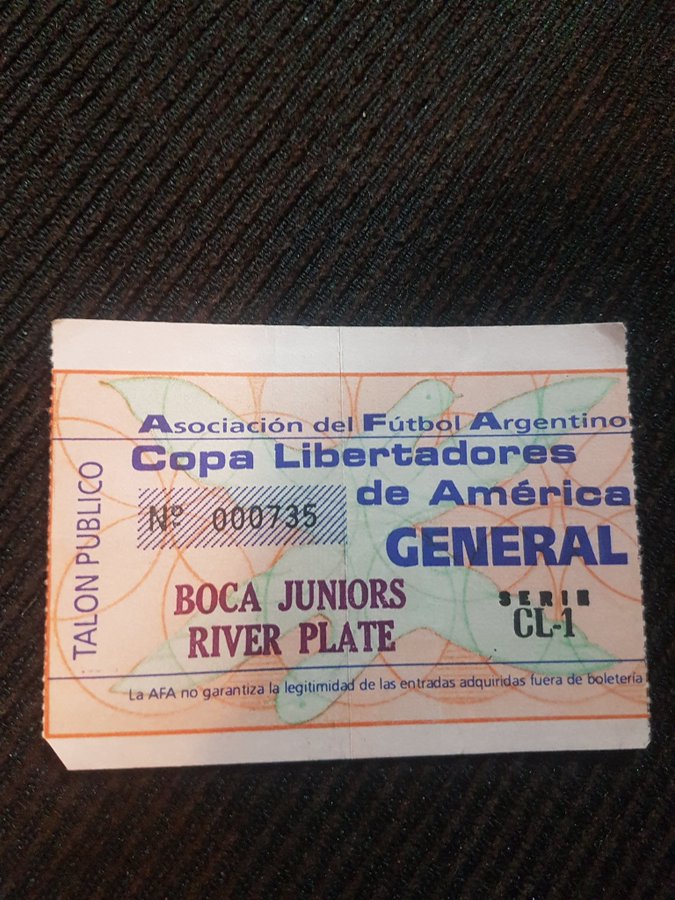 Asociación del Fútbol Argentino
Copa Libertadores
de América
TALON PUBLICO
Nº 000735
GENERAL
BOCA JUNIORS
RIVER PLATE
SERIE
CL-1
La AFA no garantiza la legitimidad de las entradas adquiridas fuera de boletería